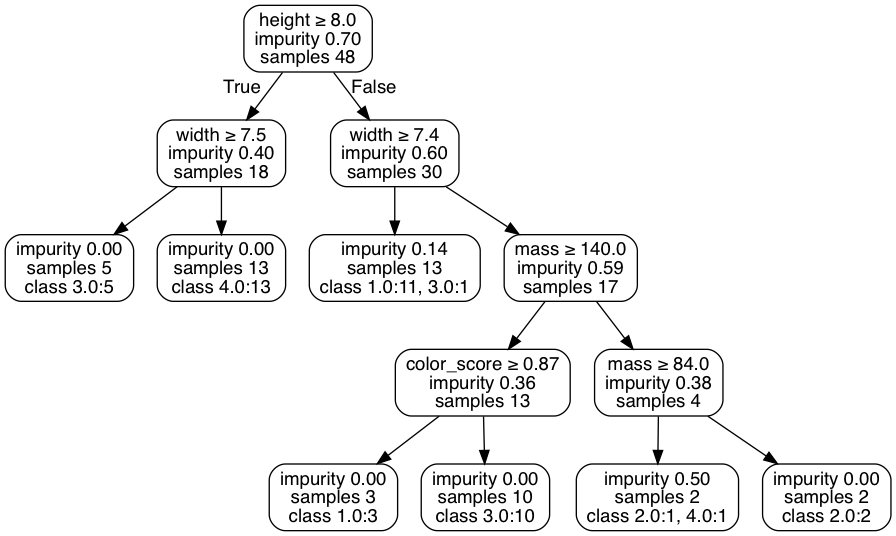 height ≥ 8.0
impurity 0.70
samples 48
True
False
width ≥ 7.5
impurity 0.40
samples 18
width ≥ 7.4
impurity 0.60
samples 30
impurity 0.00
samples 5
class 3.0:5
impurity 0.00
samples 13
class 4.0:13
impurity 0.14
samples 13
class 1.0:11, 3.0:1
mass ≥ 140.0
impurity 0.59
samples 17
color_score ≥ 0.87
impurity 0.36
samples 13
mass ≥ 84.0
impurity 0.38
samples 4
impurity 0.00
samples 3
class 1.0:3
impurity 0.00
samples 10
class 3.0:10
impurity 0.50
samples 2
class 2.0:1, 4.0:1
impurity 0.00
samples 2
class 2.0:2